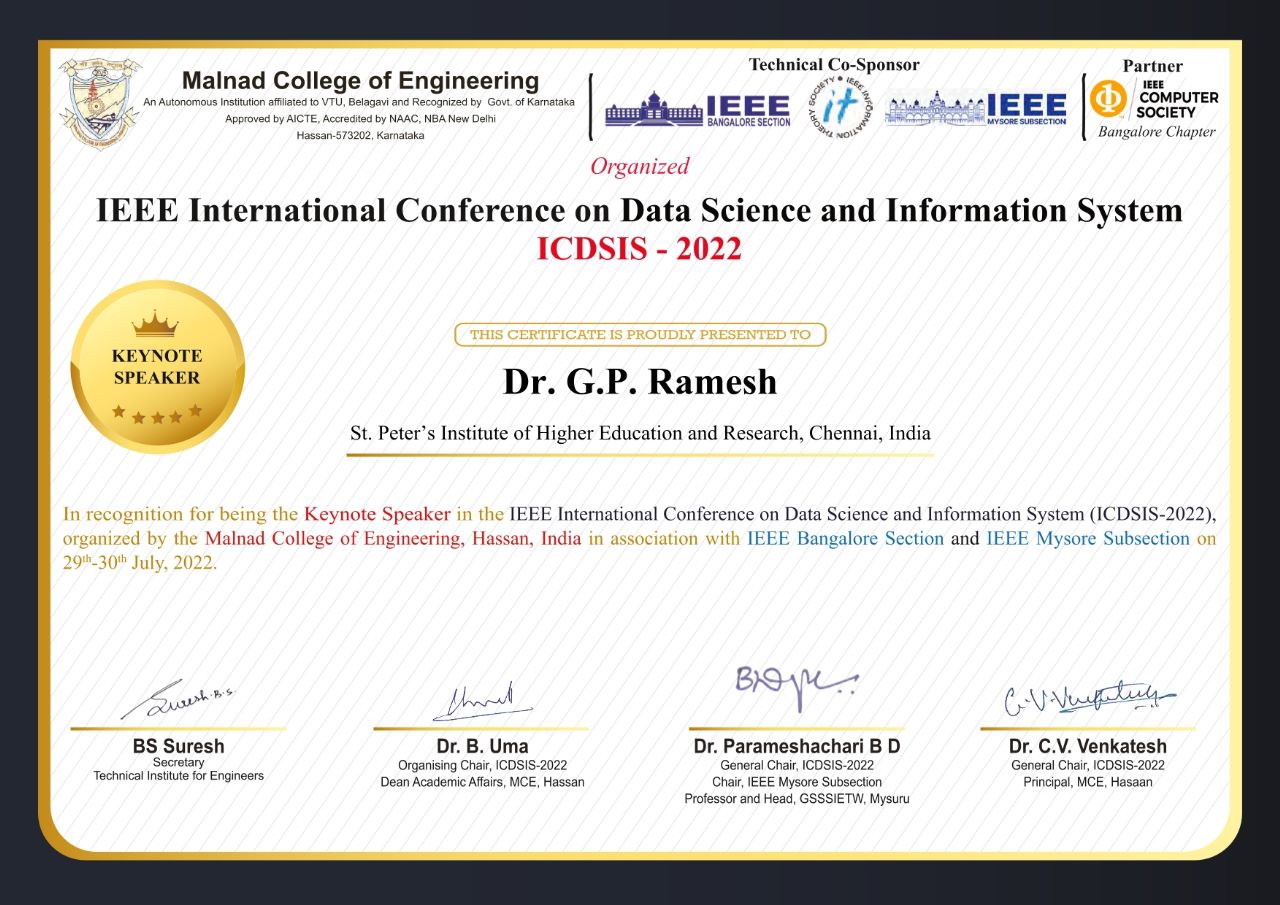 Malnad College of Engineering
An Autonomous Institution affiliated to VTU, Belagavi and Recognized by Govt. of Karnataka
Approved by AICTE, Accredited by NAAC, NBA New Delhi
Hassan-573202, Karnataka
Technical Co-Sponsor
IEEE
BANGALORE SECTION
IEEE INFORMATION THEORY SOCIETY
it
IEEE
MYSORE SUBSECTION
Partner
IEEE
COMPUTER
SOCIETY
Bangalore Chapter
Organized
IEEE International Conference on Data Science and Information System
ICDSIS - 2022
KEYNOTE
SPEAKER
THIS CERTIFICATE IS PROUDLY PRESENTED TO
Dr. G.P. Ramesh
St. Peter’s Institute of Higher Education and Research, Chennai, India
In recognition for being the Keynote Speaker in the IEEE International Conference on Data Science and Information System (ICDSIS-2022),
organized by the Malnad College of Engineering, Hassan, India in association with IEEE Bangalore Section and IEEE Mysore Subsection on
29th-30th July, 2022.
Suresh.B.S.
BS Suresh
Secretary
Technical Institute for Engineers
Dr. B. Uma
Organising Chair, ICDSIS-2022
Dean Academic Affairs, MCE, Hassan
Dr. Parameshachari B D
General Chair, ICDSIS-2022
Chair, IEEE Mysore Subsection
Professor and Head, GSSSIETW, Mysuru
C.V.Venkatesh
Dr. C.V. Venkatesh
General Chair, ICDSIS-2022
Principal, MCE, Hasaan